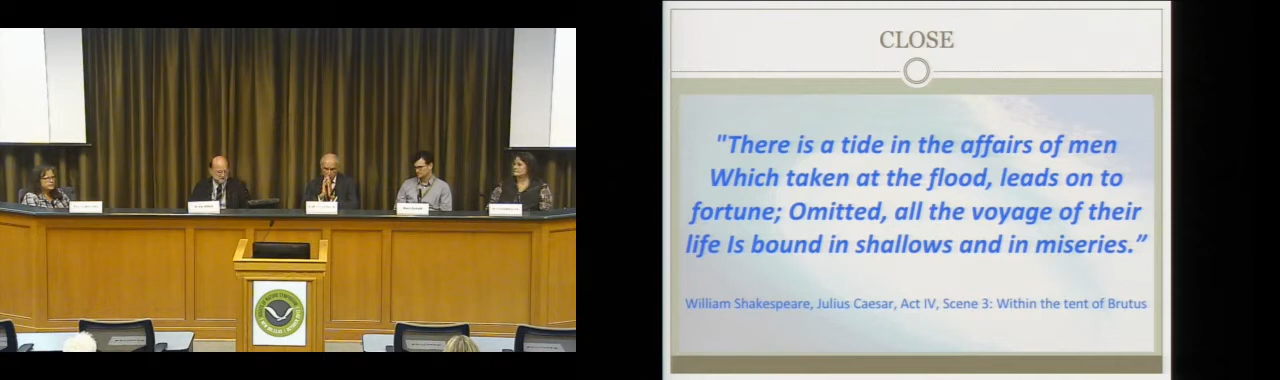 CLOSE
"There is a tide in the affairs of men
Which taken at the flood, leads on to
fortune; Omitted, all the voyage of their
life Is bound in shallows and in miseries.”
William Shakespeare, Julius Caesar, Act IV, Scene 3: Within the tent of Brutus